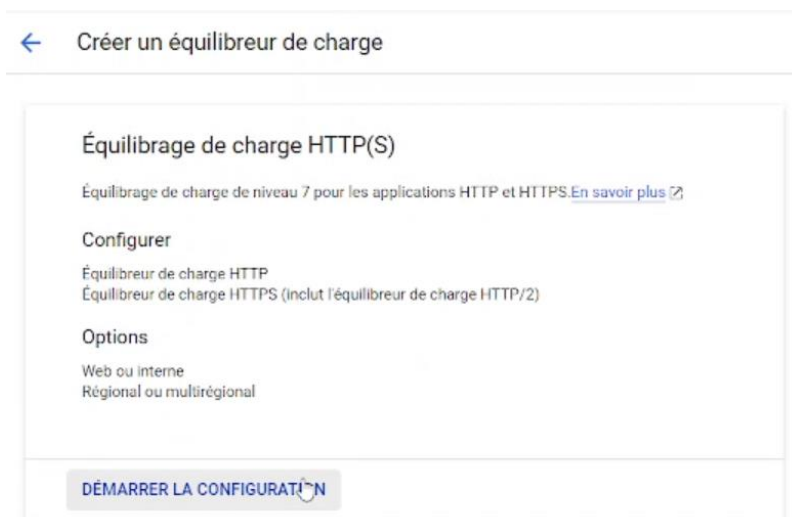 Créer un équilibreur de charge
Équilibrage de charge HTTP(S)
Équilibrage de charge de niveau 7 pour les applications HTTP et HTTPS.En savoir plus
Configurer
Équilibreur de charge HTTP
Équilibreur de charge HTTPS (inclut l'équilibreur de charge HTTP/2)
Options
Web ou interne
Régional ou multirégional
DÉMARRER LA CONFIGURATION